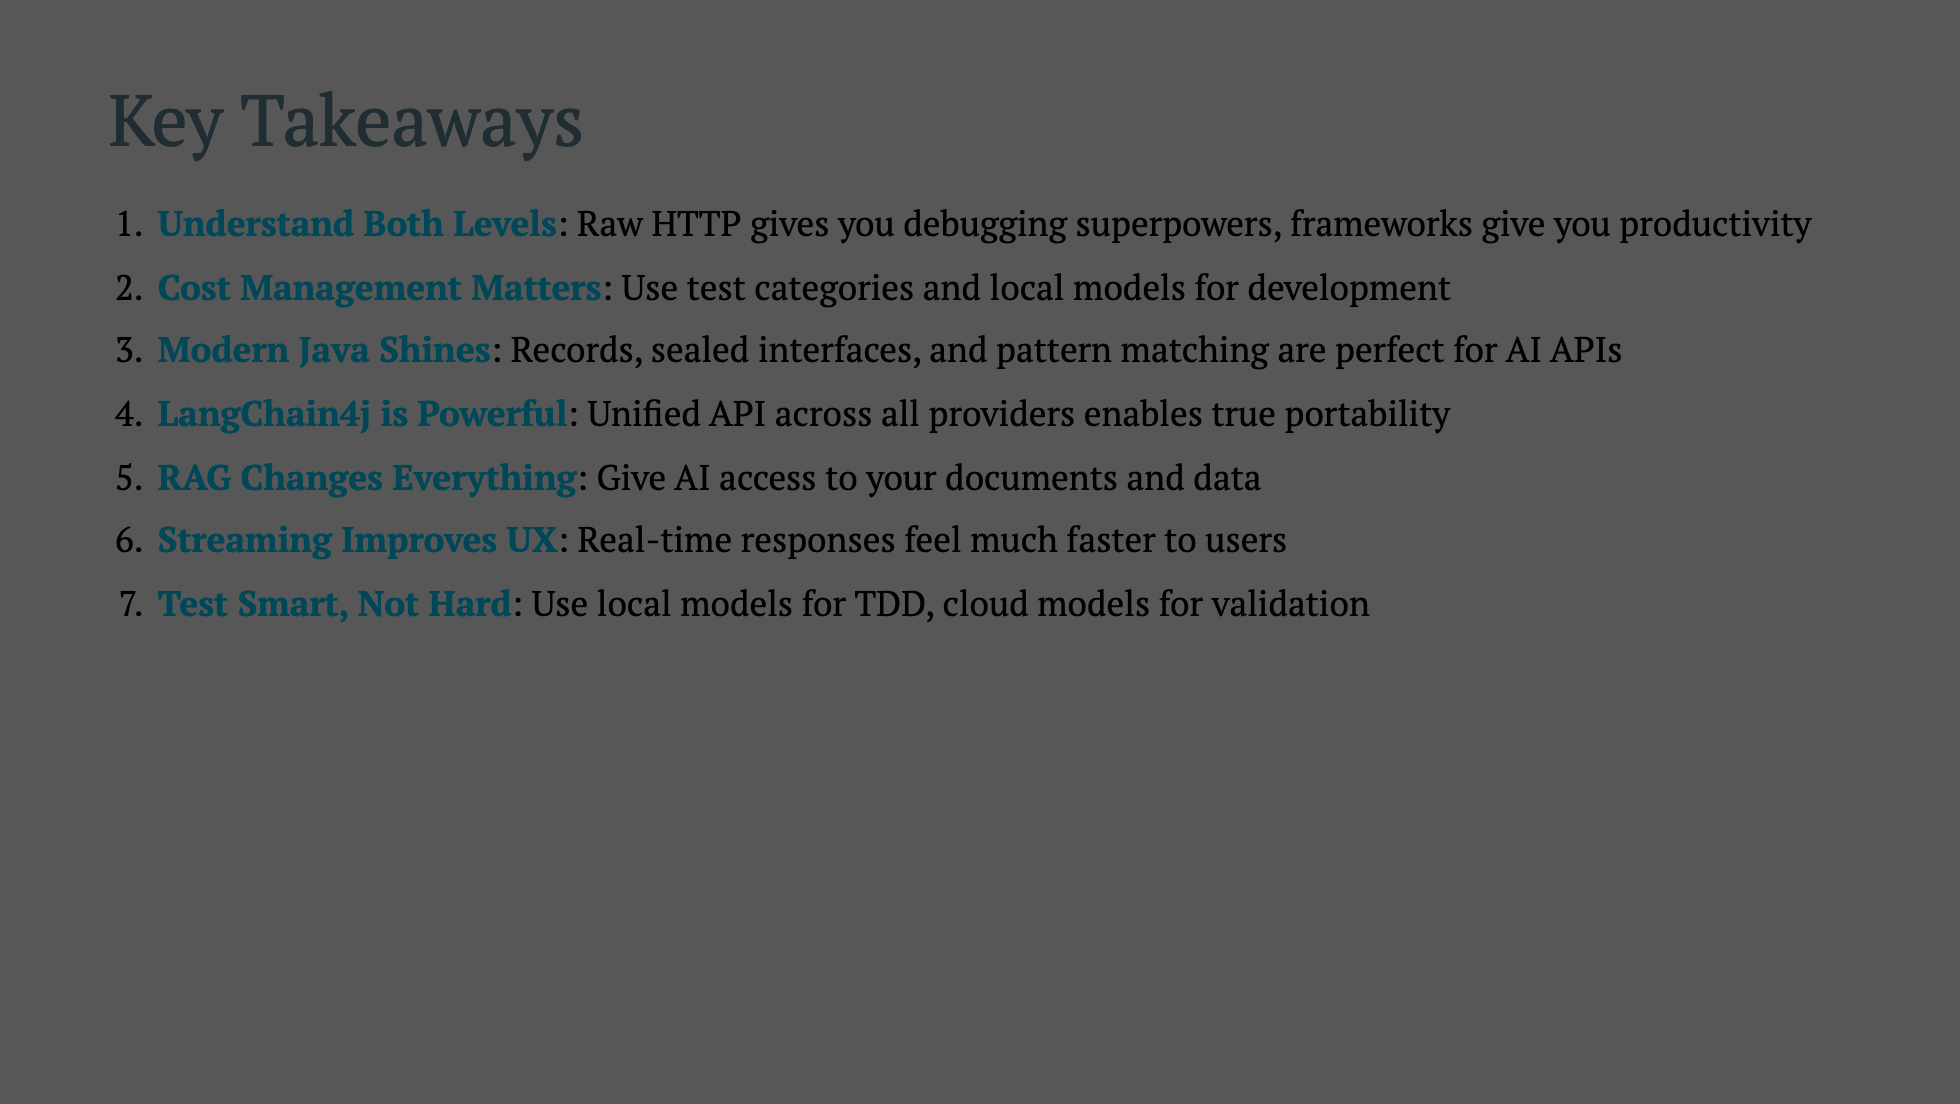 Key Takeaways
1. Understand Both Levels: Raw HTTP gives you debugging superpowers, frameworks give you productivity
2. Cost Management Matters: Use test categories and local models for development
3. Modern Java Shines: Records, sealed interfaces, and pattern matching are perfect for AI APIs
4. LangChain4j is Powerful: Unified API across all providers enables true portability
5. RAG Changes Everything: Give AI access to your documents and data
6. Streaming Improves UX: Real-time responses feel much faster to users
7. Test Smart, Not Hard: Use local models for TDD, cloud models for validation